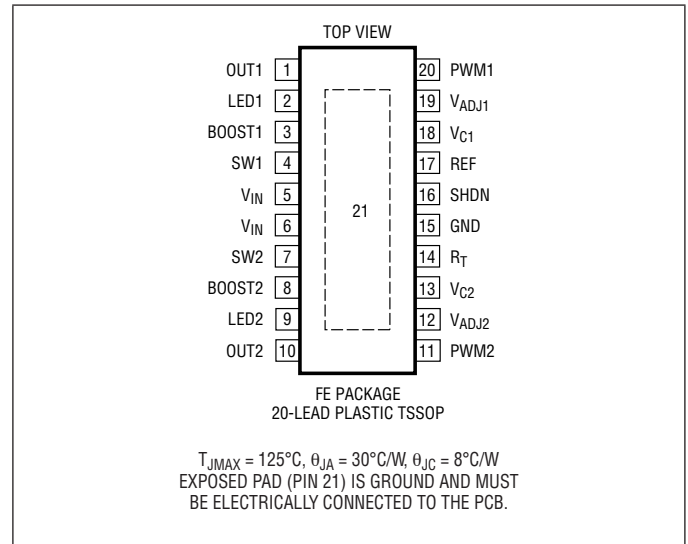 TOP VIEW
OUT1 1
LED1 2
BOOST1 3
SW1 4
VIN 5
VIN 6
SW2 7
BOOST2 8
LED2 9
OUT2 10
21
20 PWM1
19 VADJ1
18 VC1
17 REF
16 SHDN
15 GND
14 RT
13 VC2
12 VADJ2
11 PWM2
FE PACKAGE
20-LEAD PLASTIC TSSOP
TJMAX = 125°C, θJA = 30°C/W, θJC = 8°C/W
EXPOSED PAD (PIN 21) IS GROUND AND MUST
BE ELECTRICALLY CONNECTED TO THE PCB.